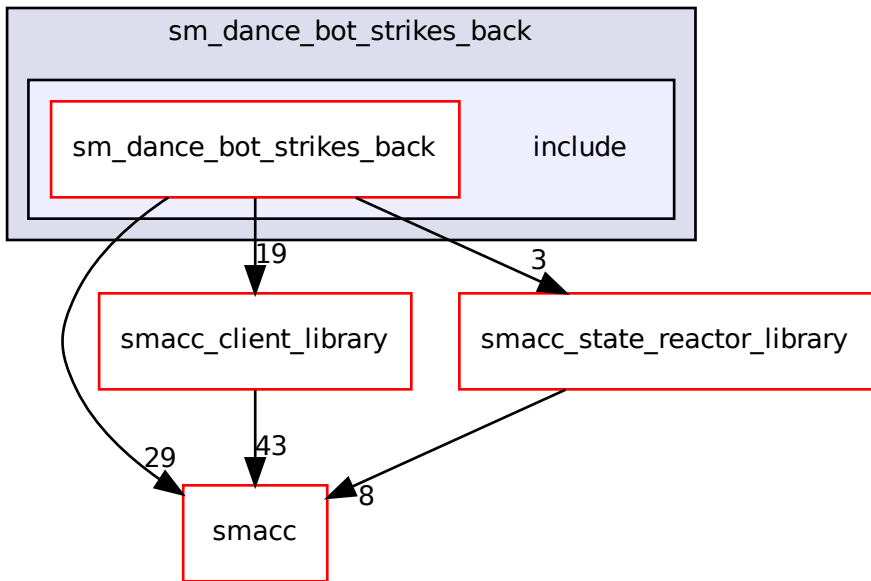 sm_dance_bot_strikes_back
sm_dance_bot_strikes_back
include
19
3
smacc_client_library
smacc_state_reactor_library
29
43
8
smacc